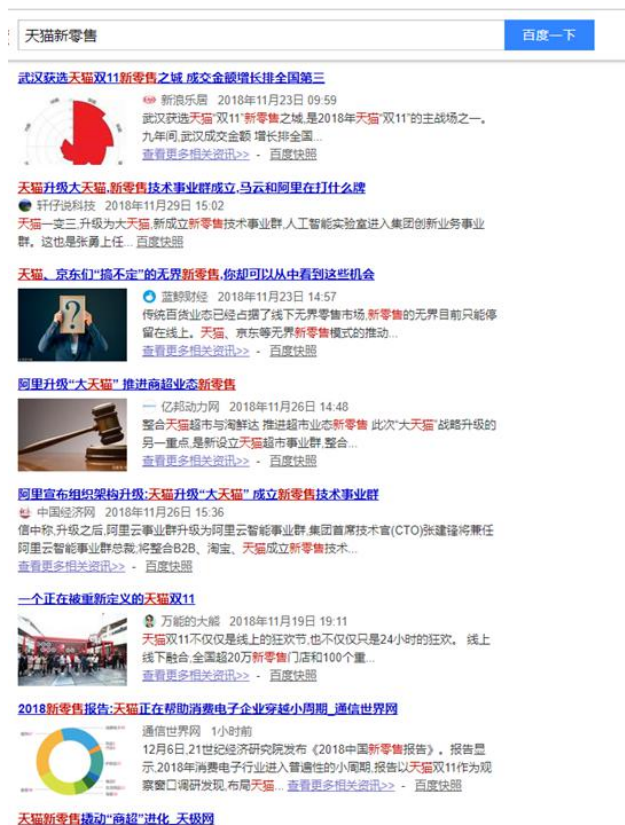 天猫新零售
百度一下
武汉获选天猫双11新零售之城 成交金额增长排全国第三
新浪乐居 2018年11月23日 09:59
武汉获选天猫“双11”新零售之城,是2018年天猫“双11”的主战场之一。
九年间,武汉成交金额 增长排全国...
查看更多相关资讯>> - 百度快照
天猫升级大天猫,新零售技术事业群成立,马云和阿里在打什么牌
轩仔说科技 2018年11月29日 15:02
天猫一变三,升级为大天猫,新成立新零售技术事业群,人工智能实验室进入集团创新业务事业
群。这也是张勇上任... 百度快照
天猫、京东们“搞不定”的无界新零售,你却可以从中看到这些机会
蓝鲸财经 2018年11月23日 14:57
传统百货业态已经占据了线下无界零售市场,新零售的无界目前只能停
留在线上。天猫、京东等无界新零售模式的推动...
查看更多相关资讯>> - 百度快照
阿里升级“大天猫” 推进商超业态新零售
亿邦动力网 2018年11月26日 14:48
整合天猫超市与淘鲜达 推进超市业态新零售 此次“大天猫”战略升级的
另一重点,是新设立天猫超市事业群,整合...
查看更多相关资讯>> - 百度快照
阿里宣布组织架构升级:天猫升级“大天猫” 成立新零售技术事业群
中国经济网 2018年11月26日 15:36
信中称,升级之后,阿里云事业群升级为阿里云智能事业群,集团首席技术官(CTO)张建锋将兼任
阿里云智能事业群总裁;将整合B2B、淘宝、天猫成立新零售技术...
查看更多相关资讯>> - 百度快照
一个正在被重新定义的天猫双11
万能的大熊 2018年11月19日 19:11
天猫双11不仅仅是线上的狂欢节,也不仅仅只是24小时的狂欢。 线上
线下融合,全国超20万新零售门店和100个重...
查看更多相关资讯>> - 百度快照
2018新零售报告:天猫正在帮助消费电子企业穿越小周期_通信世界网
通信世界网 1小时前
12月6日,21世纪经济研究院发布《2018中国新零售报告》。报告显
示,2018年消费电子行业进入普遍性的小周期,报告以天猫双11作为观
察窗口调研发现,布局天猫... 查看更多相关资讯>> - 百度快照
天猫新零售撬动“商超”进化_天极网